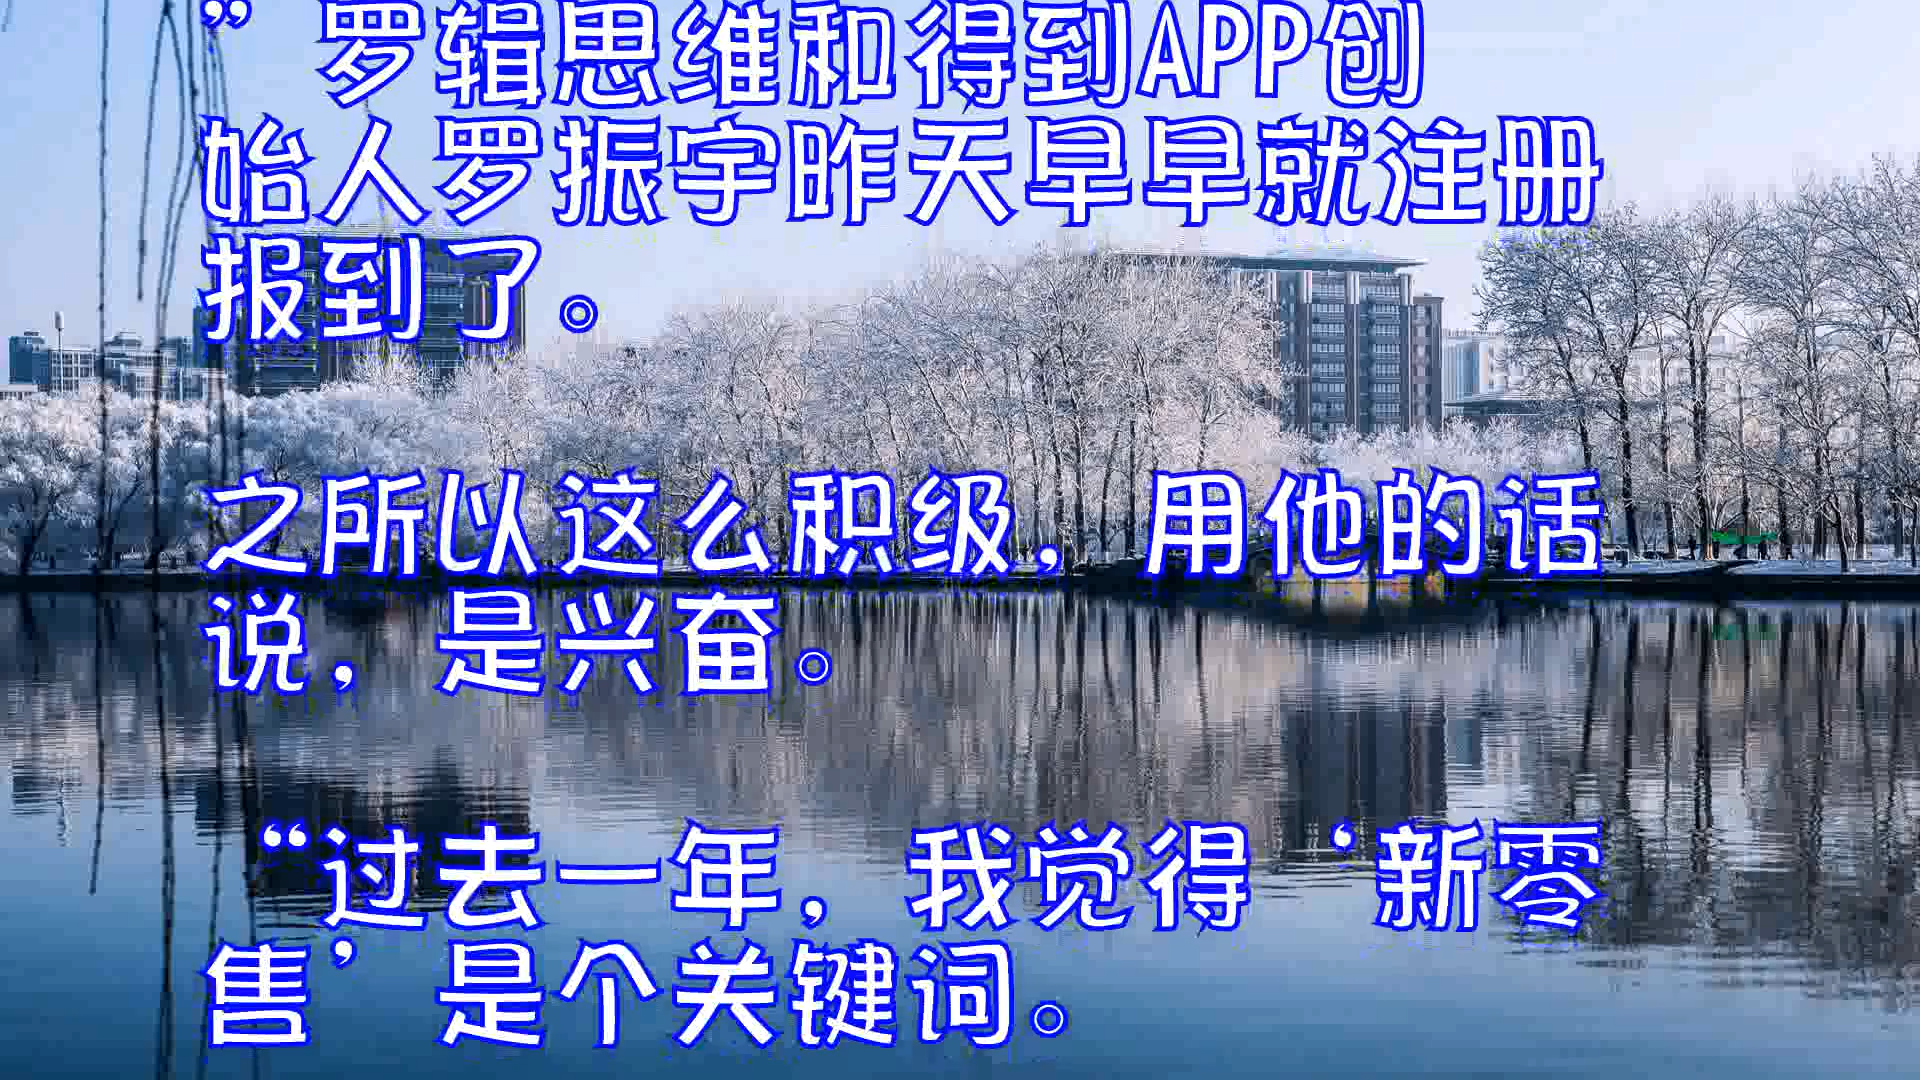 ”罗辑思维和得到APP创
始人罗振宇昨天早早就注册
报到了。
之所以这么积级，用他的话
说，是兴奋。
“过去一年，我觉得‘新零
售’是个关键词。